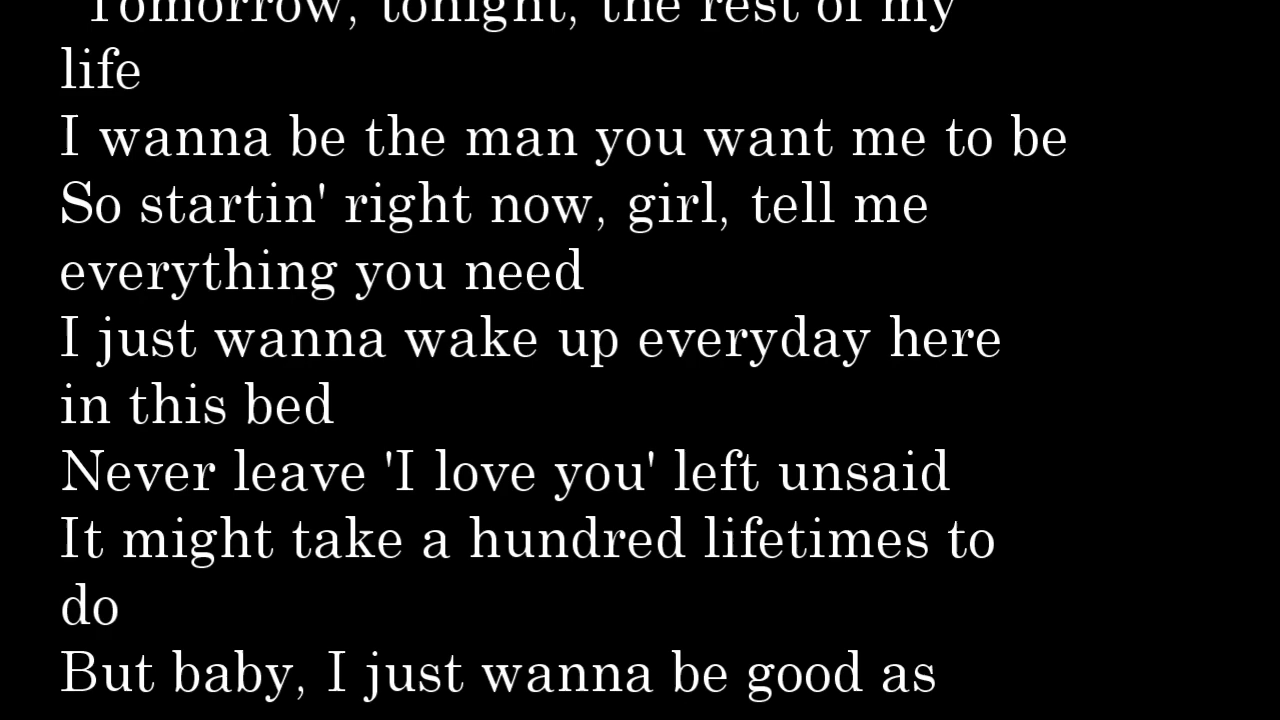 Tomorrow, tonight, the rest of my
life
I wanna be the man you want me to be
So startin' right now, girl, tell me
everything you need
I just wanna wake up everyday here
in this bed
Never leave 'I love you' left unsaid
It might take a hundred lifetimes to
do
But baby, I just wanna be good as